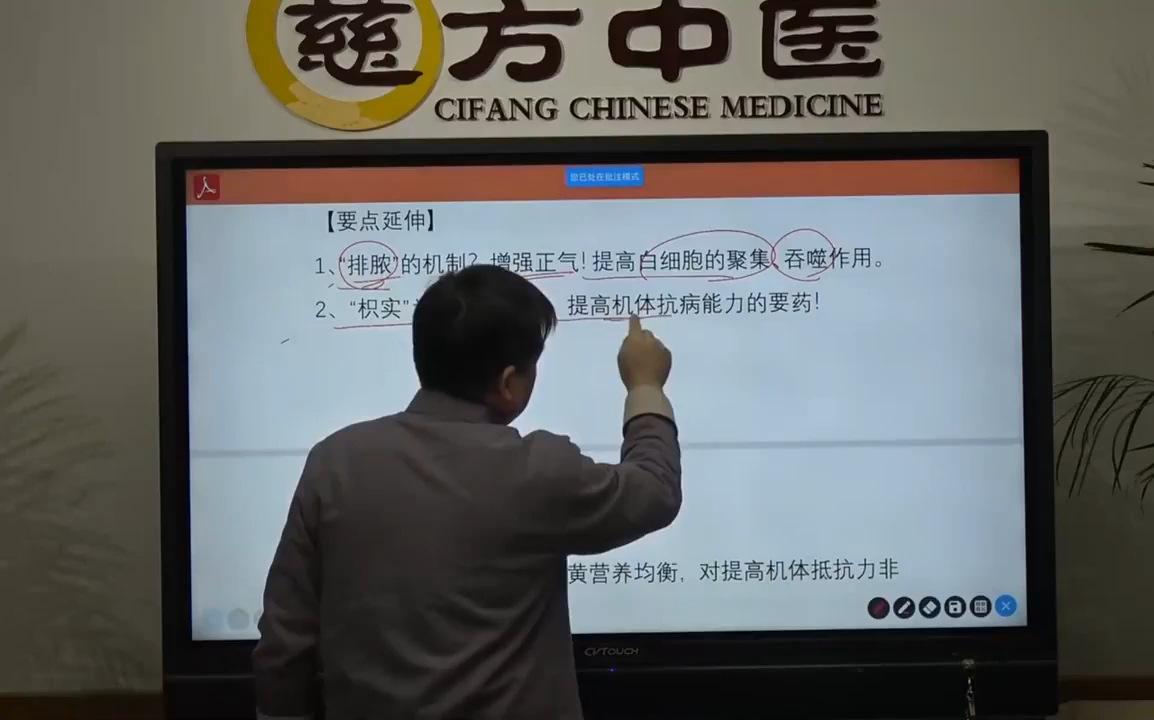 慈方中医
CIFANG CHINESE MEDICINE
您已处在批注模式
【要点延伸】
1、“排脓”的机制？增强正气！提高白细胞的聚集、吞噬作用。
2、“枳实” 提高机体抗病能力的要药！
黄营养均衡，对提高机体抵抗力非
CVTOUCH